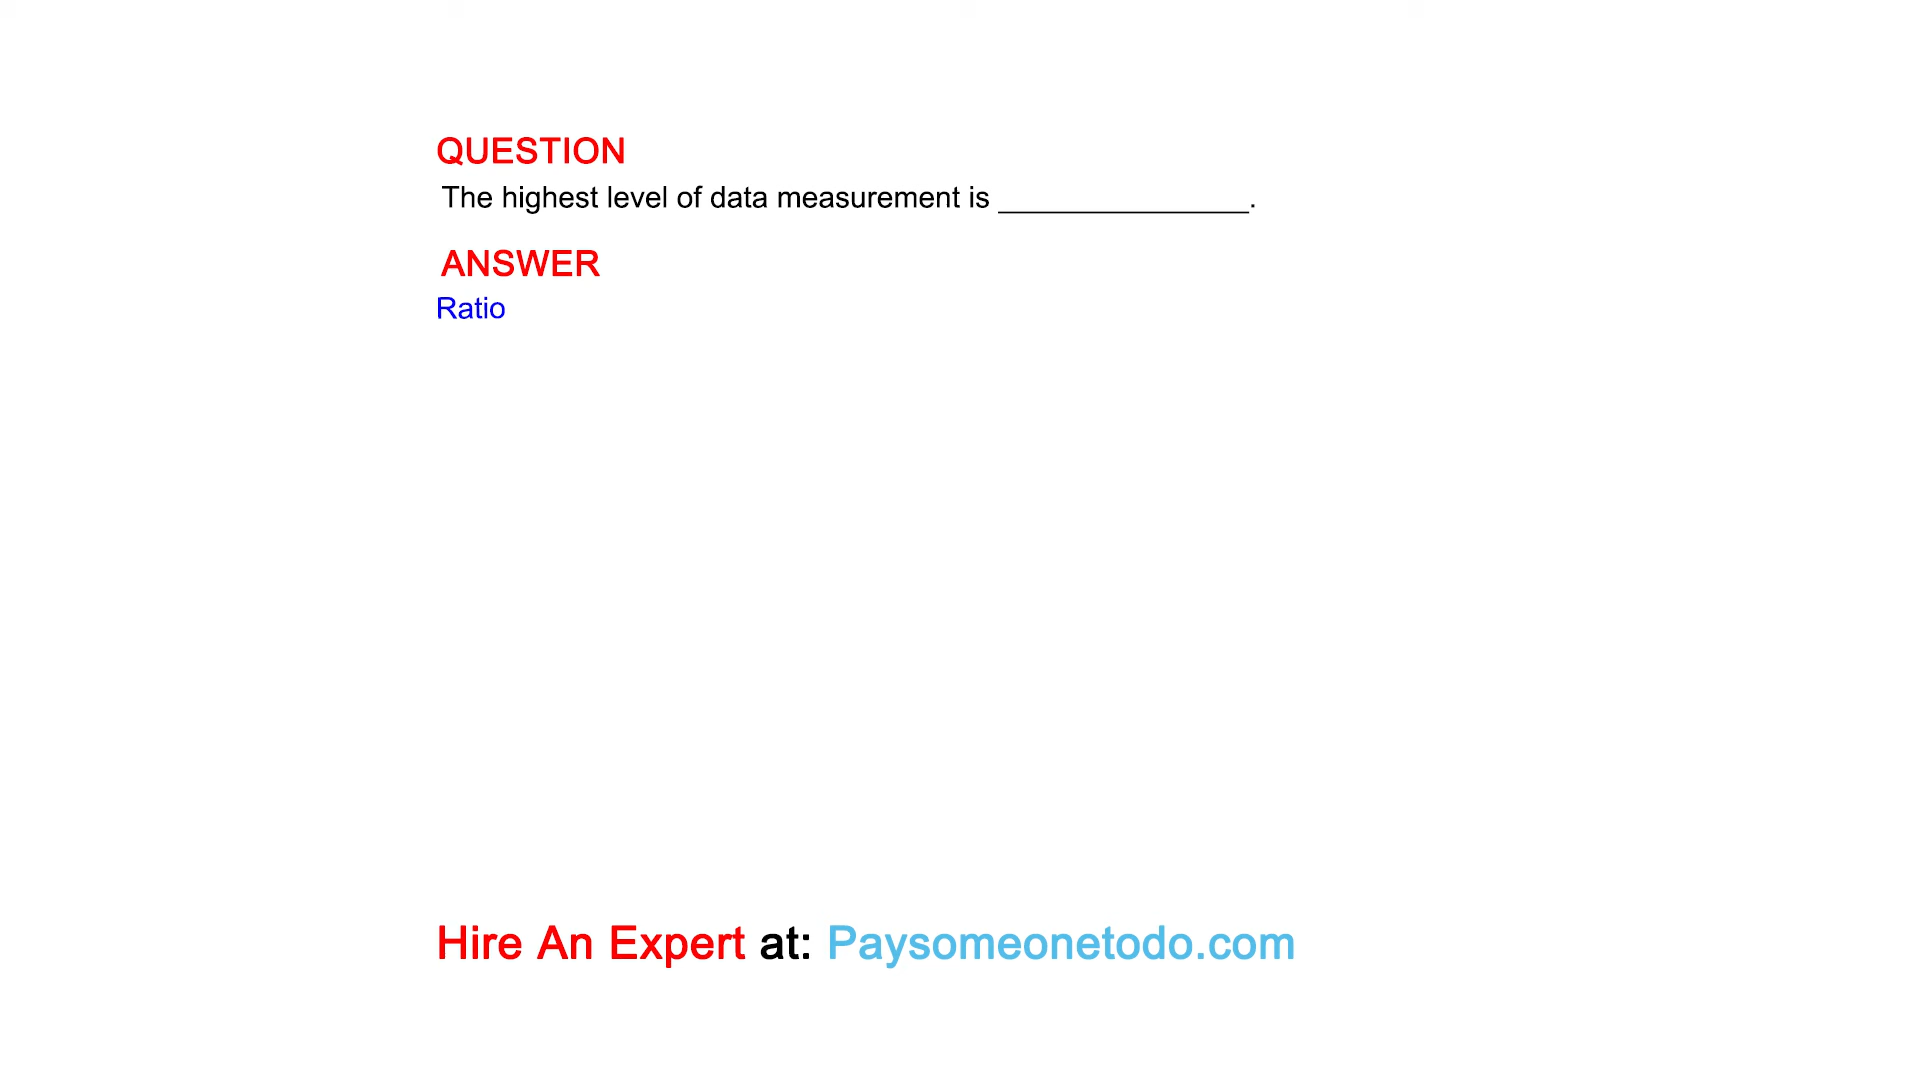 QUESTION
The highest level of data measurement is _______________.
ANSWER
Ratio
Hire An Expert at: Paysomeonetodo.com